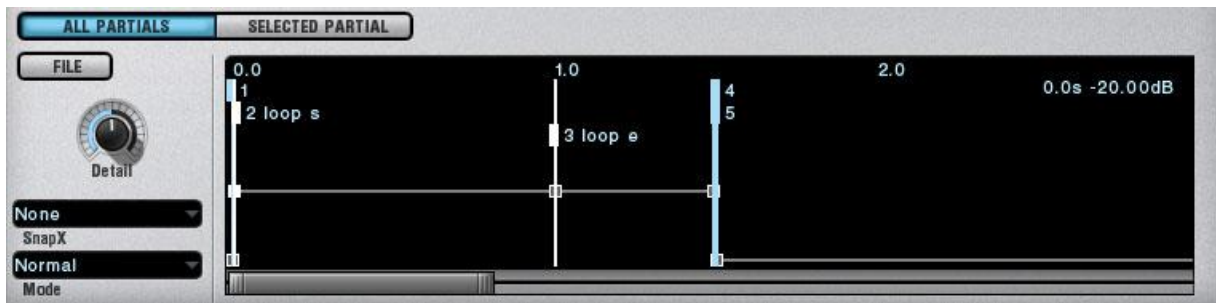 ALL PARTIALS SELECTED PARTIAL
FILE
0.0 1.0 2.0
1 4 0.0s -20.00dB
2 loop s 5
3 loop e
Detail
None
SnapX
Normal
Mode